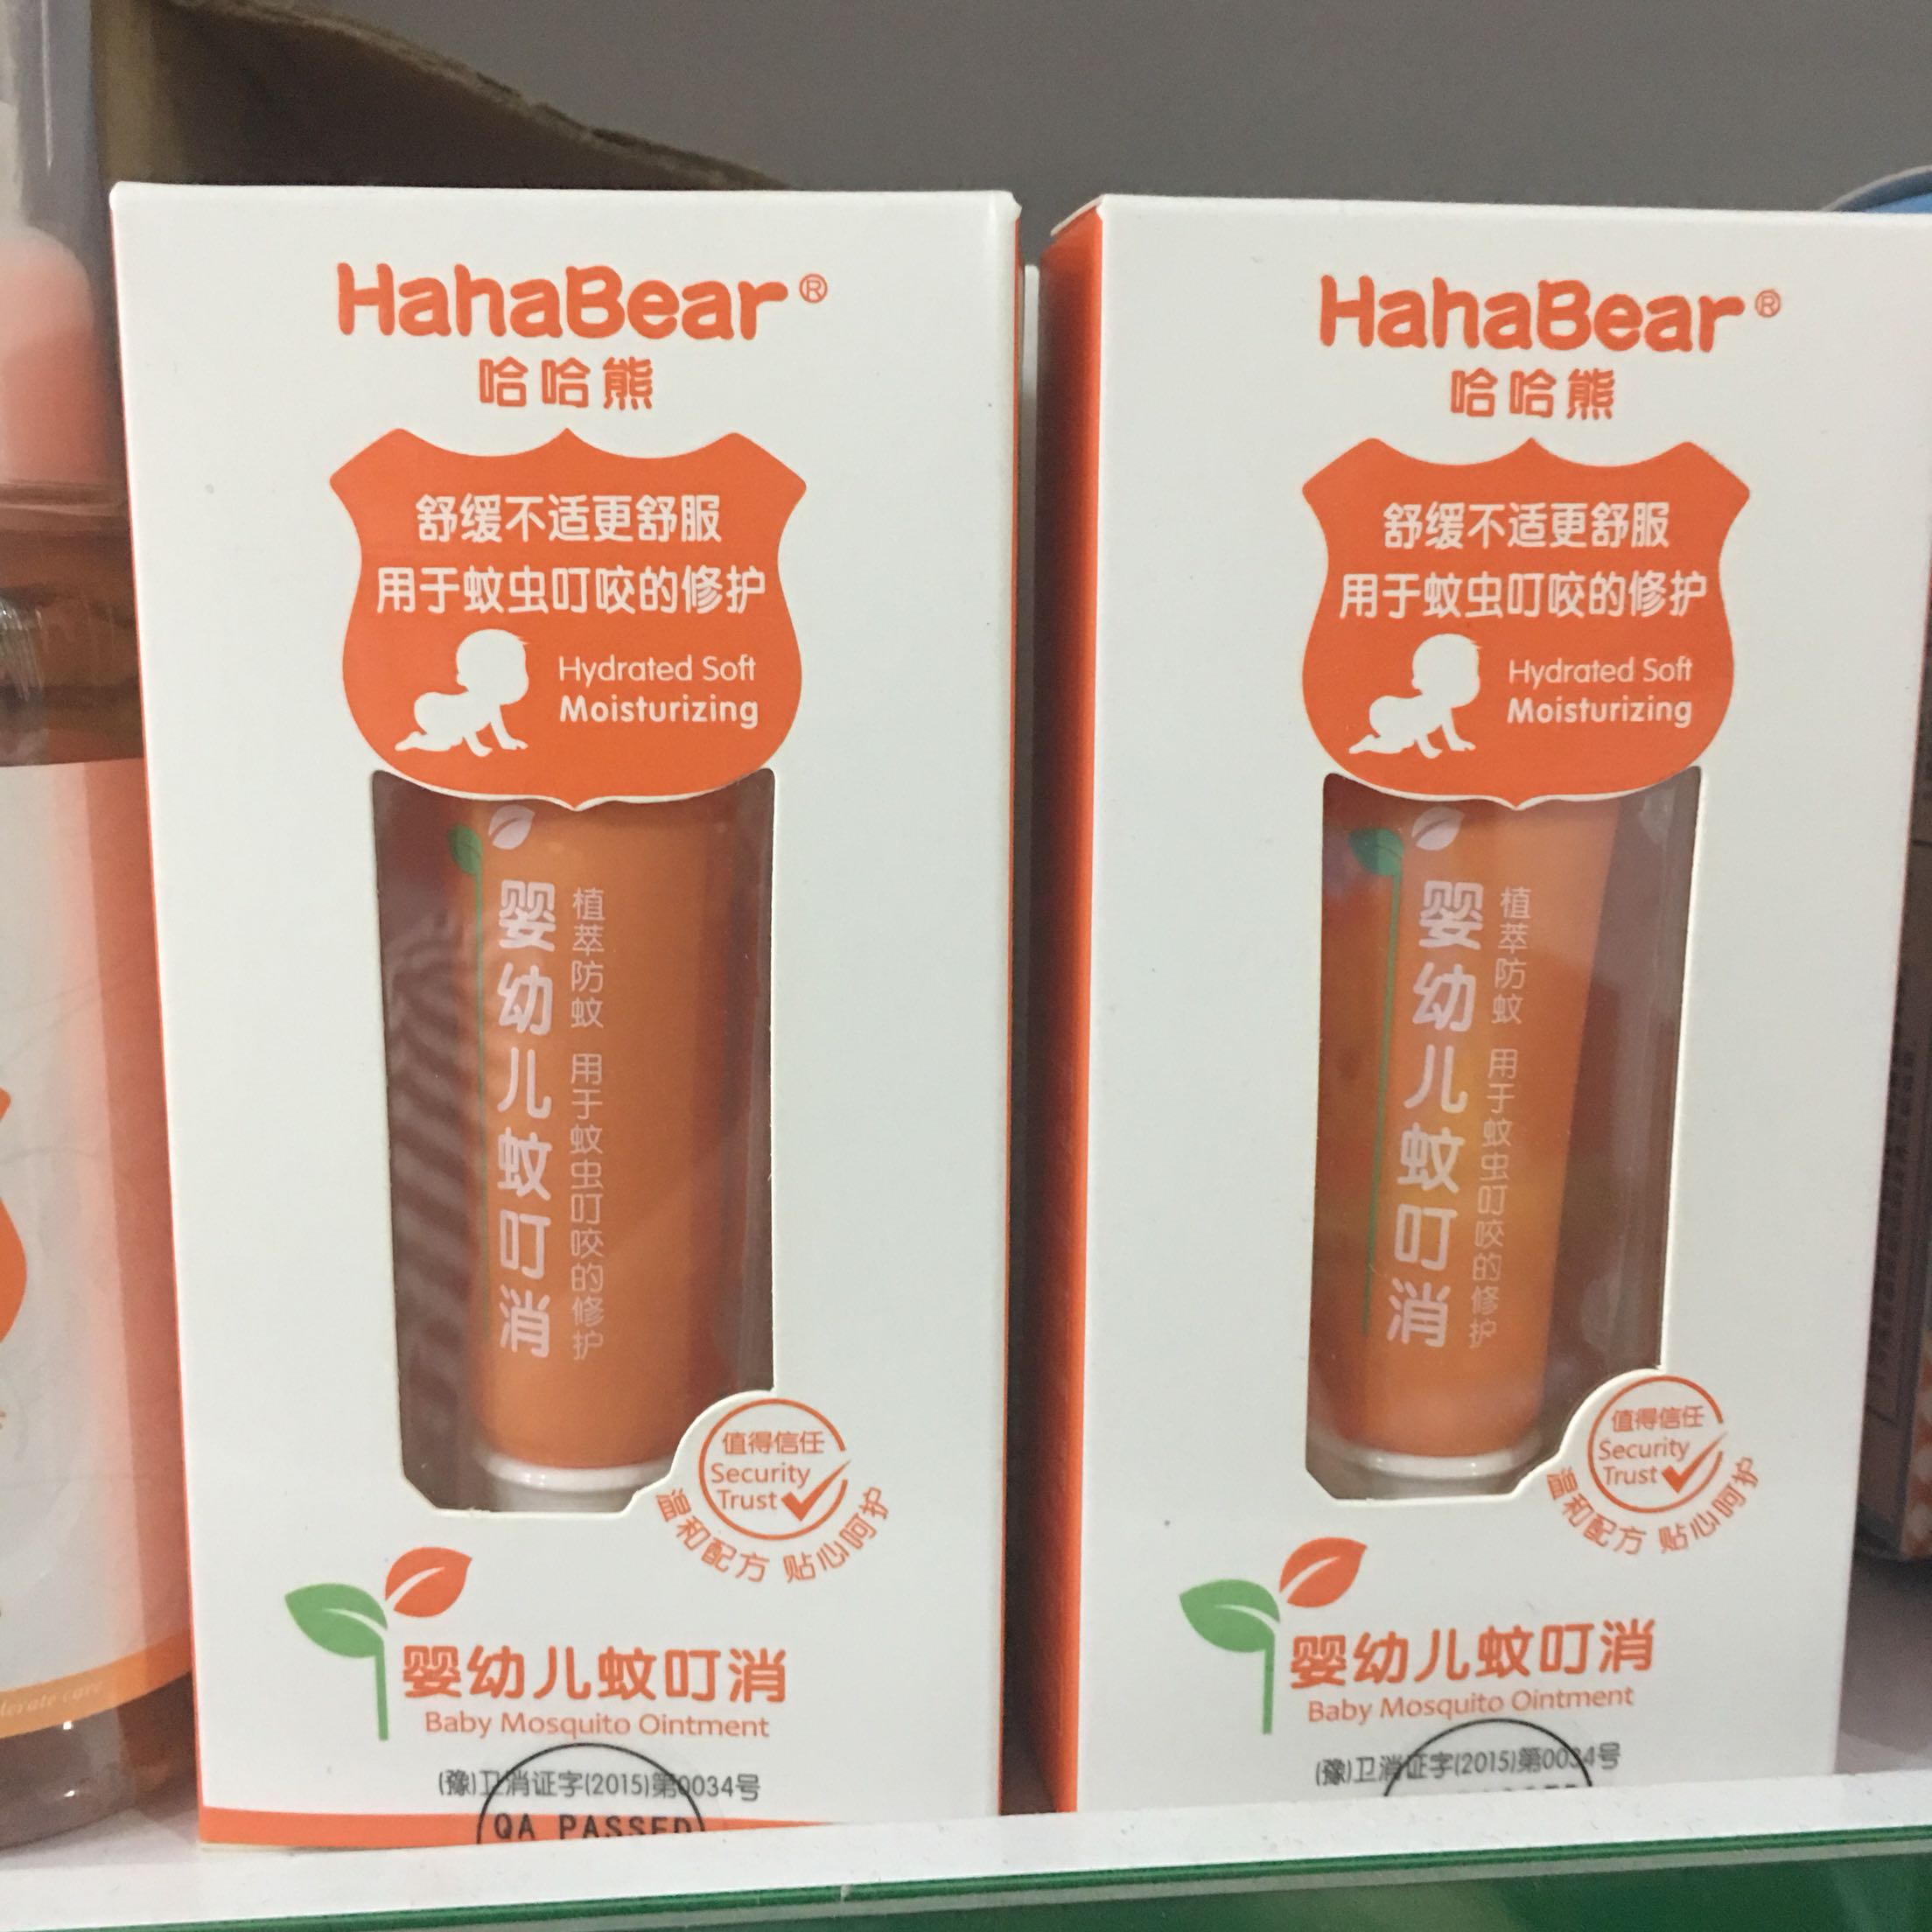 HahaBear®
哈哈熊
舒缓不适更舒服
用于蚊虫叮咬的修护
Hydrated Soft
Moisturizing
婴幼儿蚊叮消
植萃防蚊 用于蚊虫叮咬的修护
值得信任
Security
Trust
温和配方 贴心呵护
婴幼儿蚊叮消
Baby Mosquito Ointment
(豫)卫消证字(2015)第0034号
QA PASSED
HahaBear®
哈哈熊
舒缓不适更舒服
用于蚊虫叮咬的修护
Hydrated Soft
Moisturizing
婴幼儿蚊叮消
植萃防蚊 用于蚊虫叮咬的修护
值得信任
Security
Trust
温和配方 贴心呵护
婴幼儿蚊叮消
Baby Mosquito Ointment
(豫)卫消证字(2015)第0034号
care